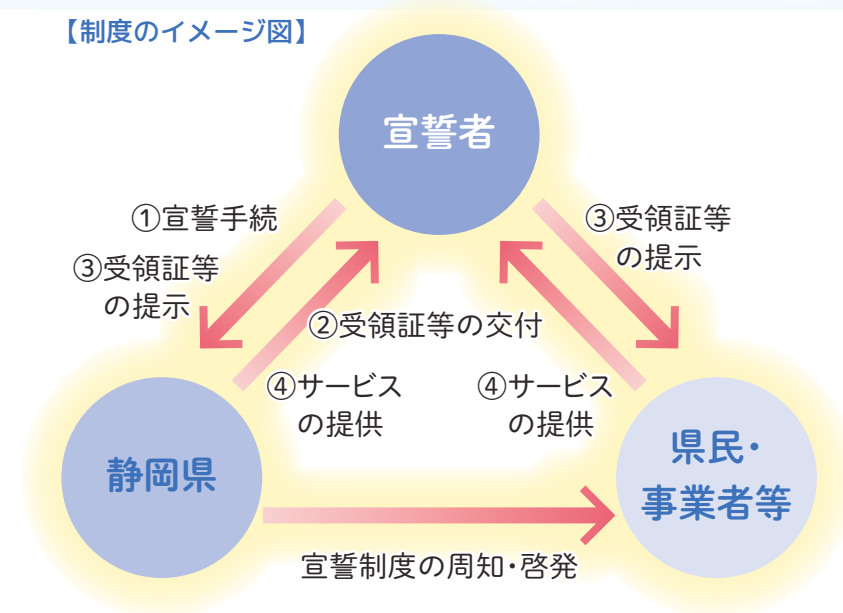 【制度のイメージ図】
宣誓者
①宣誓手続
③受領証等
の提示
③受領証等
の提示
②受領証等の交付
④サービス
の提供
④サービス
の提供
静岡県
県民・
事業者等
宣誓制度の周知・啓発